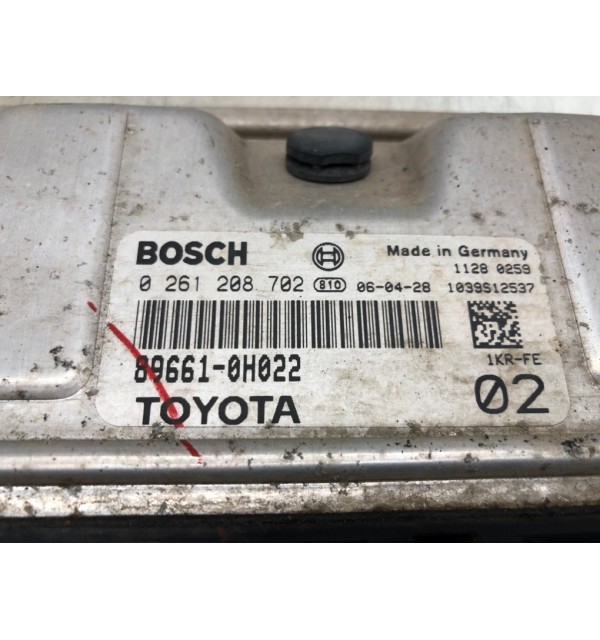 BOSCH Made in Germany
1128 0259
0 261 208 702 810 06-04-28 1039S12537
89661-0H022 1KR-FE
TOYOTA 02